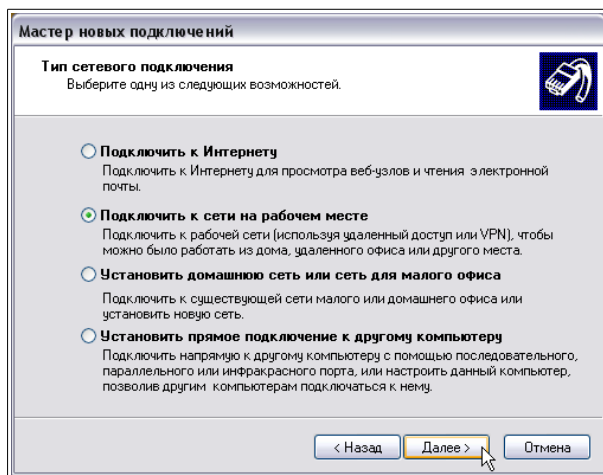 Мастер новых подключений
Тип сетевого подключения
Выберите одну из следующих возможностей.
Подключить к Интернету
Подключить к Интернету для просмотра веб-узлов и чтения электронной
почты.
Подключить к сети на рабочем месте
Подключить к рабочей сети (используя удаленный доступ или VPN), чтобы
можно было работать из дома, удаленного офиса или другого места.
Установить домашнюю сеть или сеть для малого офиса
Подключить к существующей сети малого или домашнего офиса или
установить новую сеть.
Установить прямое подключение к другому компьютеру
Подключить напрямую к другому компьютеру с помощью последовательного,
параллельного или инфракрасного порта, или настроить данный компьютер,
позволив другим компьютерам подключаться к нему.
< Назад Далее > Отмена